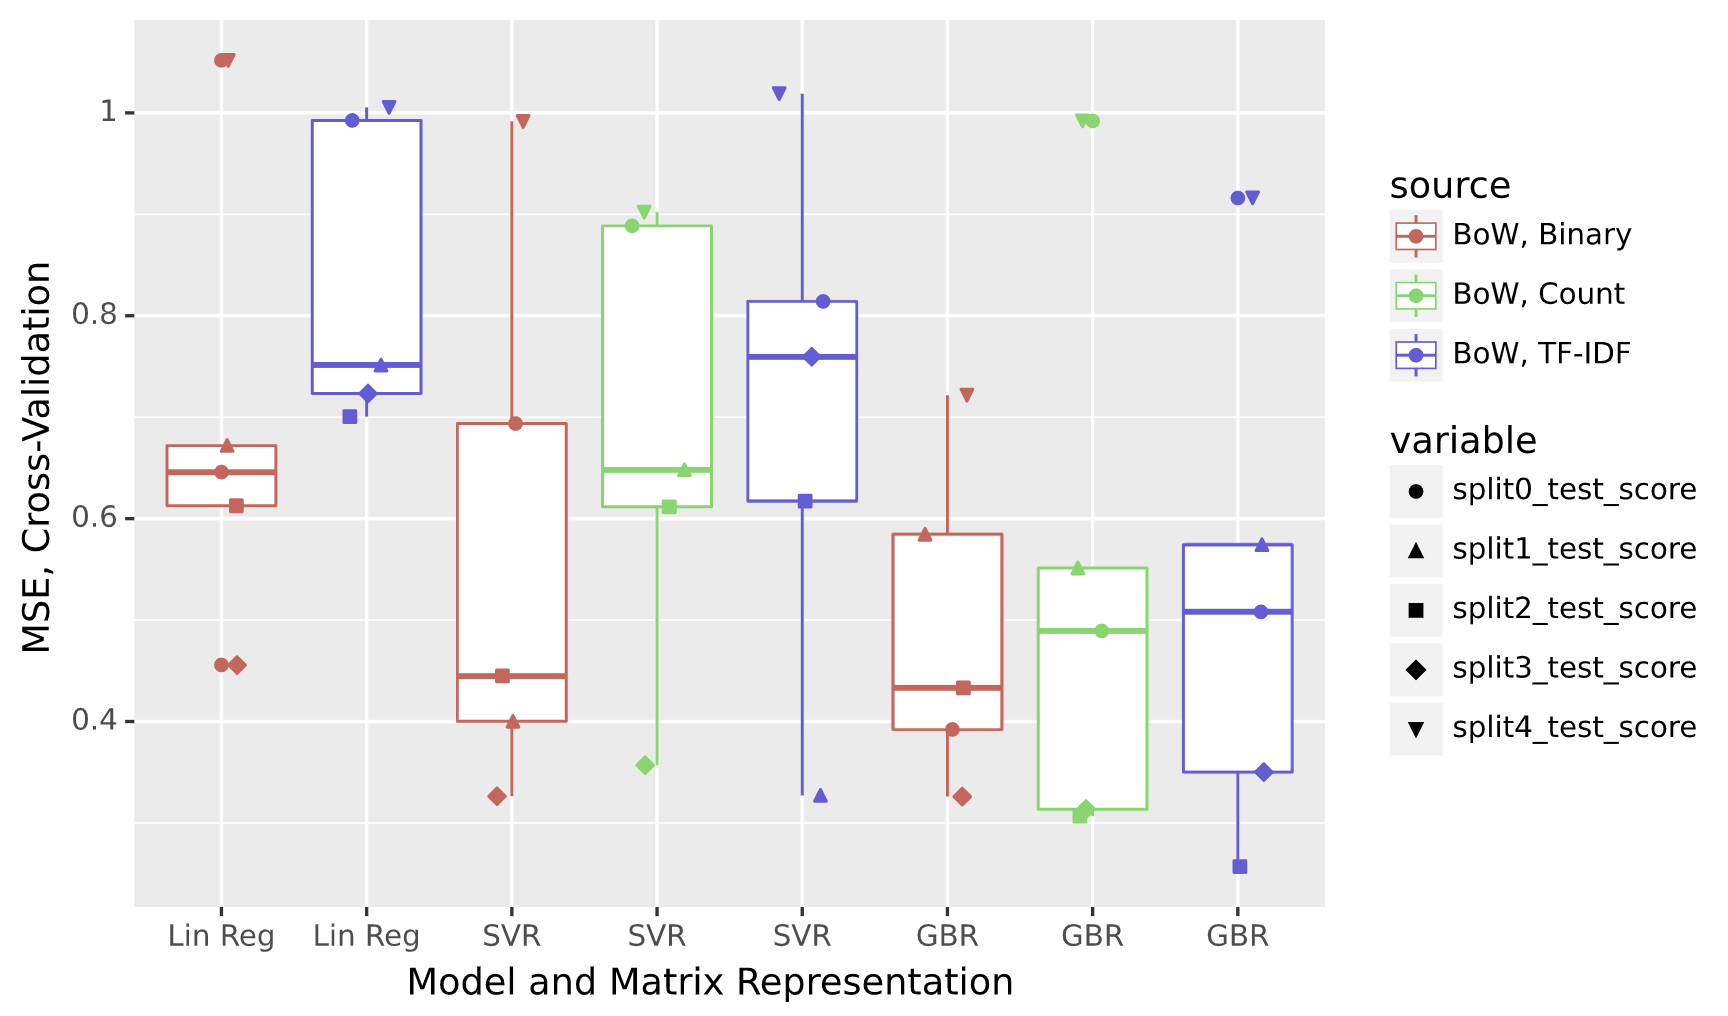 1
0.8
0.6
0.4
MSE, Cross-Validation
Lin Reg Lin Reg SVR SVR SVR GBR GBR GBR
Model and Matrix Representation
source
BoW, Binary
BoW, Count
BoW, TF-IDF
variable
split0_test_score
split1_test_score
split2_test_score
split3_test_score
split4_test_score